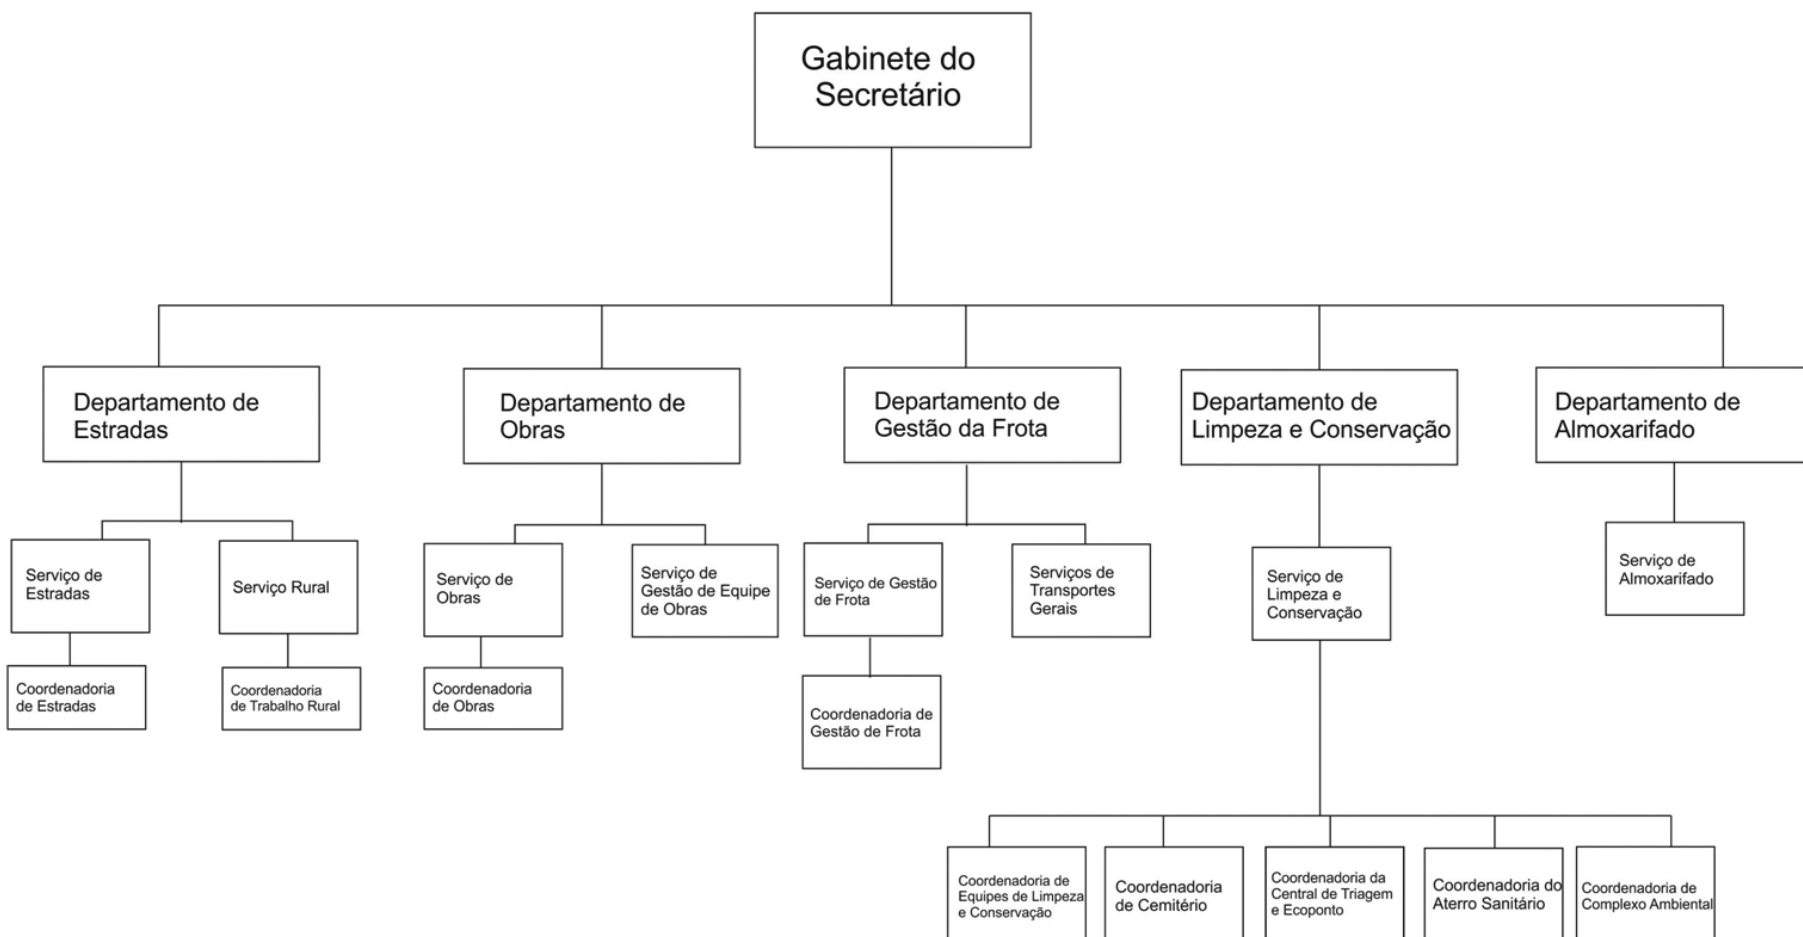 Gabinete do
Secretário
Departamento de
Estradas
Departamento de
Obras
Departamento de
Gestão da Frota
Departamento de
Limpeza e Conservação
Departamento de
Almoxarifado
Serviço de
Estradas
Serviço Rural
Serviço de
Obras
Serviço de
Gestão de Equipe
de Obras
Serviço de Gestão
de Frota
Serviços de
Transportes
Gerais
Serviço de
Limpeza e
Conservação
Serviço de
Almoxarifado
Coordenadoria
de Estradas
Coordenadoria
de Trabalho Rural
Coordenadoria
de Obras
Coordenadoria de
Gestão de Frota
Coordenadoria de
Equipes de Limpeza
e Conservação
Coordenadoria
de Cemitério
Coordenadoria da
Central de Triagem
e Ecoponto
Coordenadoria do
Aterro Sanitário
Coordenadoria de
Complexo Ambiental